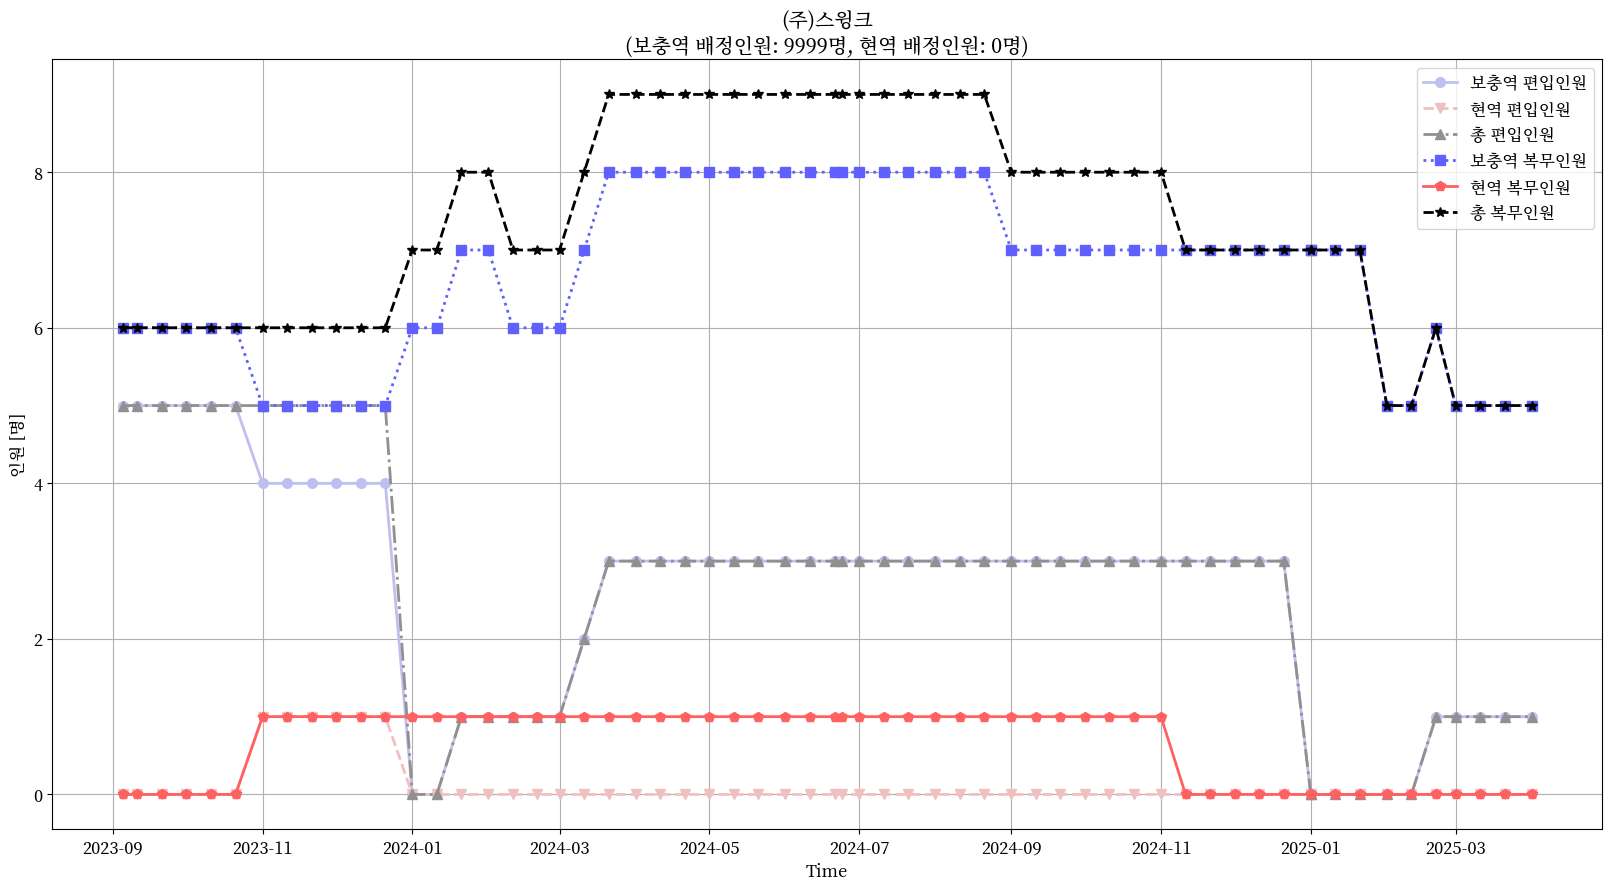 (주)스윙크
(보충역 배정인원: 9999명, 현역 배정인원: 0명)
보충역 편입인원
현역 편입인원
총 편입인원
보충역 복무인원
현역 복무인원
총 복무인원
인원 [명]
8
6
4
2
0
2023-09
2023-11
2024-01
2024-03
2024-05
2024-07
2024-09
2024-11
2025-01
2025-03
Time